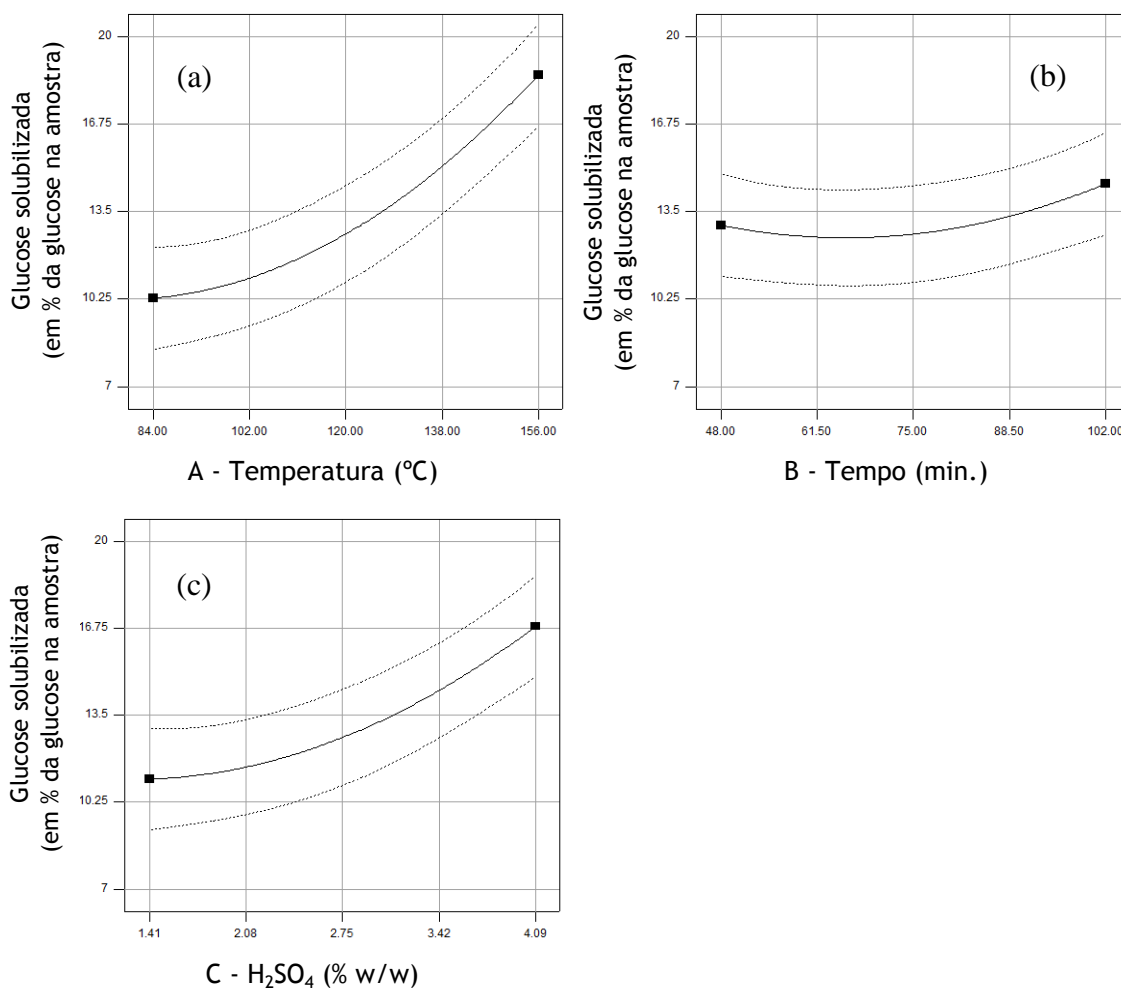 Glucose solubilizada
(em % da glucose na amostra)
20
16.75
13.5
10.25
7
(a)
84.00 102.00 120.00 138.00 156.00
A - Temperatura (ºC)
Glucose solubilizada
(em % da glucose na amostra)
20
16.75
13.5
10.25
7
(b)
48.00 61.50 75.00 88.50 102.00
B - Tempo (min.)
Glucose solubilizada
(em % da glucose na amostra)
20
16.75
13.5
10.25
7
(c)
1.41 2.08 2.75 3.42 4.09
C - H₂SO₄ (% w/w)